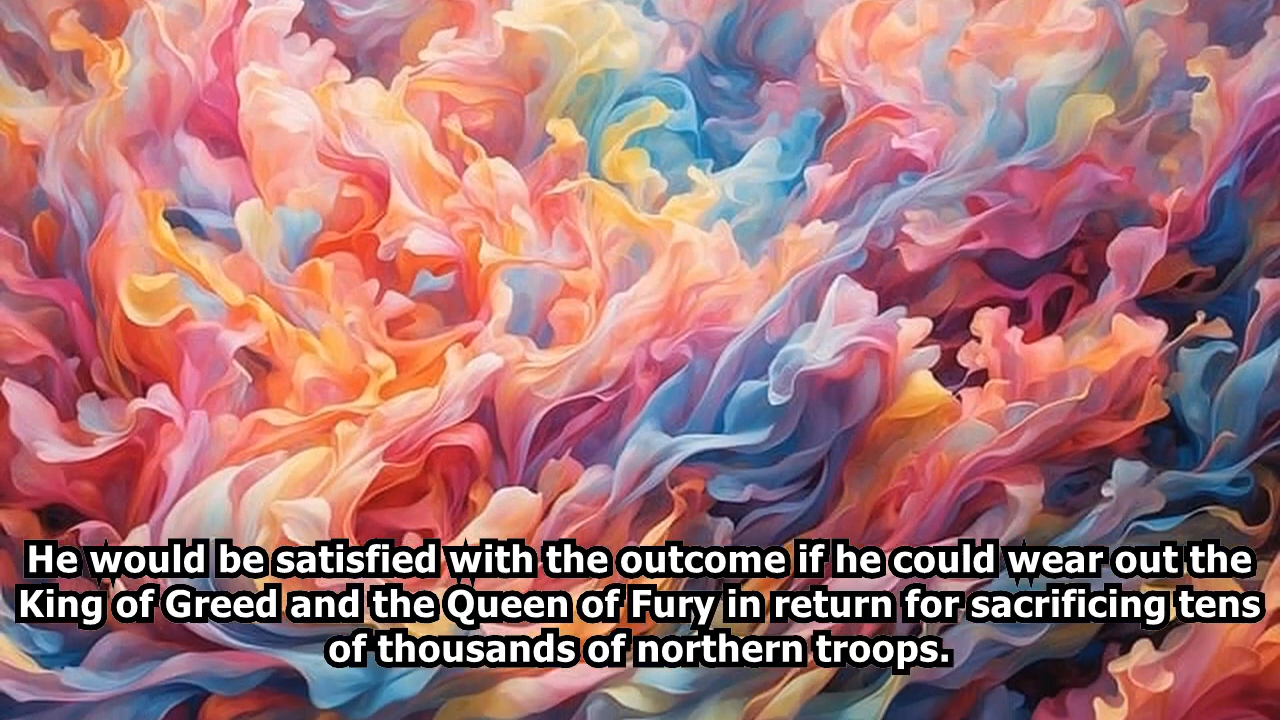 He would be satisfied with the outcome if he could wear out the
King of Greed and the Queen of Fury in return for sacrificing tens
of thousands of northern troops.